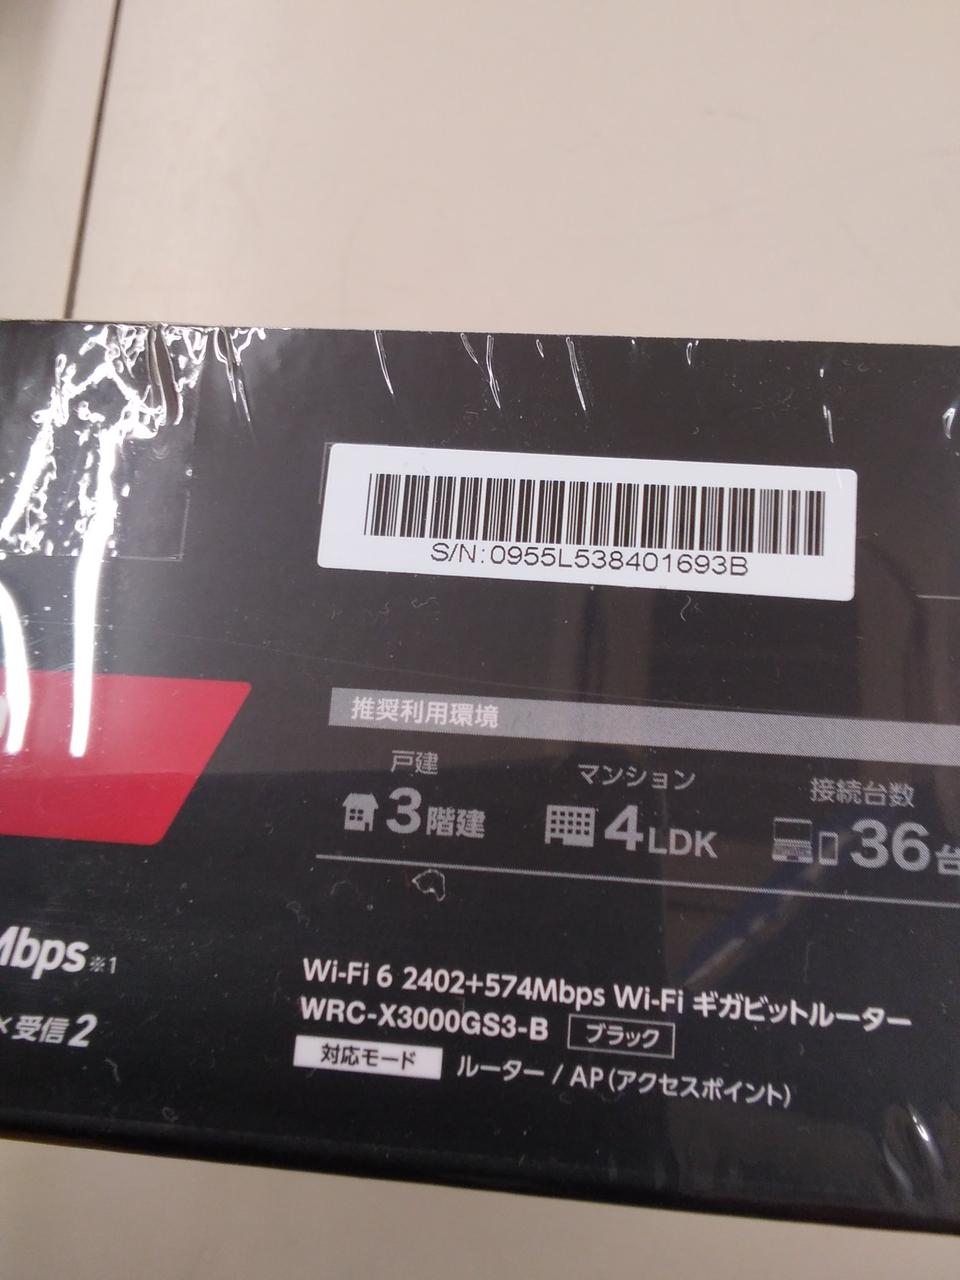 S/N:0955L538401693B
推奨利用環境
戸建
3階建
マンション
4LDK
接続台数
36台
Mbps※1
×受信2
Wi-Fi 6 2402+574Mbps Wi-Fi ギガビットルーター
WRC-X3000GS3-B ブラック
対応モード ルーター / AP(アクセスポイント)